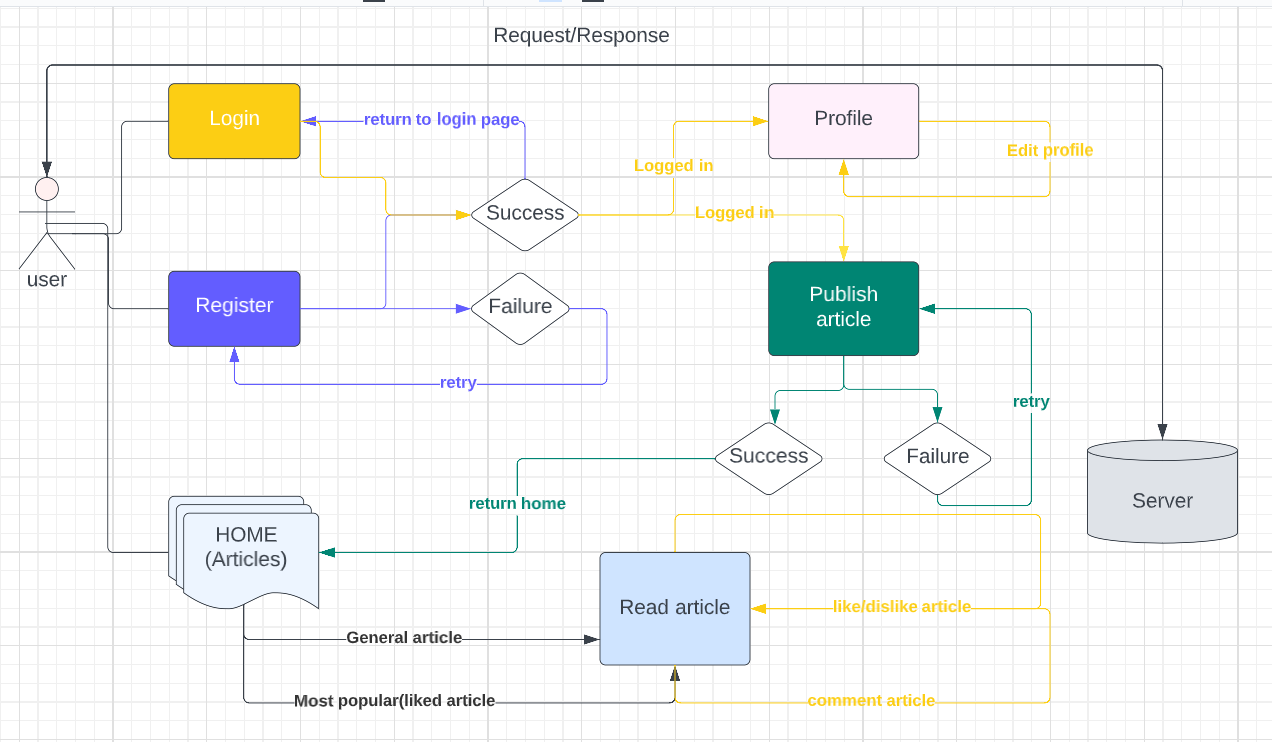 Request/Response
Login
return to login page
Profile
Edit profile
Logged in
Success
Logged in
user
Register
Failure
Publish
article
retry
retry
Success
Failure
Server
return home
HOME
(Articles)
Read article
like/dislike article
General article
Most popular(liked article
comment article